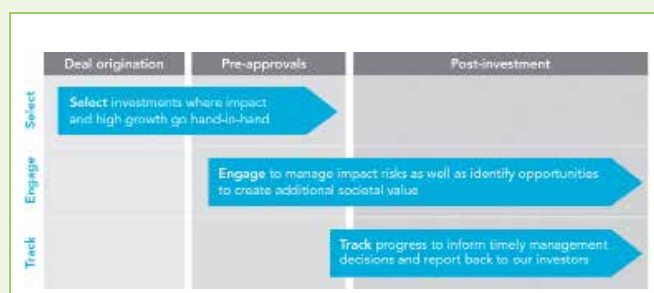 Deal origination
Pre-approvals
Post-investment
Select
Select investments where impact
and high growth go hand-in-hand
Engage
Engage to manage impact risks as well as identify opportunities
to create additional societal value
Track
Track progress to inform timely management
decisions and report back to our investors